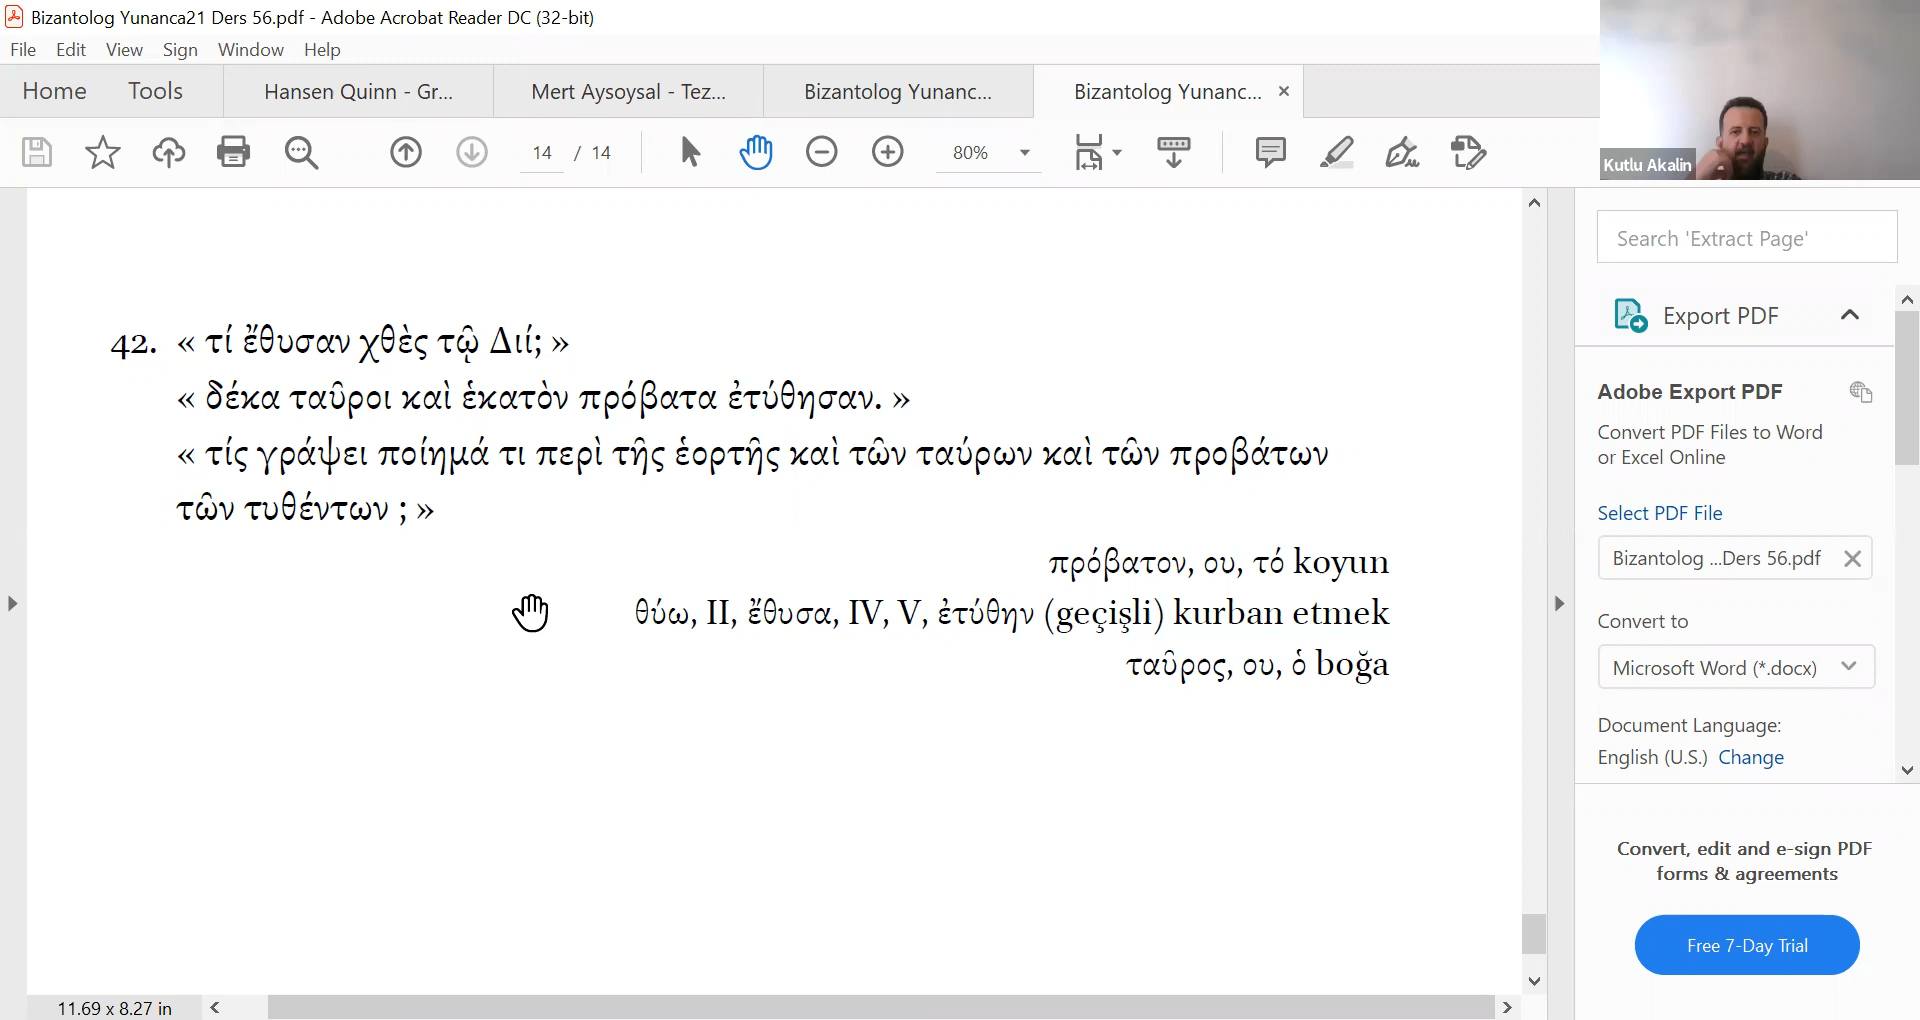 Bizantolog Yunanca21 Ders 56.pdf - Adobe Acrobat Reader DC (32-bit)
File Edit View Sign Window Help
Home Tools Hansen Quinn - Gr... Mert Aysoysal - Tez... Bizantolog Yunanc... Bizantolog Yunanc... ×
14 / 14 80%
Kutlu Akalin
42. « τί ἔθυσαν χθὲς τῷ Διί; »
« δέκα ταῦροι καὶ ἑκατὸν πρόβατα ἐτύθησαν. »
« τίς γράψει ποίημά τι περὶ τῆς ἑορτῆς καὶ τῶν ταύρων καὶ τῶν προβάτων
τῶν τυθέντων ; »
πρόβατον, ου, τό koyun
θύω, II, ἔθυσα, IV, V, ἐτύθην (geçişli) kurban etmek
ταῦρος, ου, ὁ boğa
11.69 x 8.27 in
Search 'Extract Page'
Export PDF
Adobe Export PDF
Convert PDF Files to Word
or Excel Online
Select PDF File
Bizantolog ...Ders 56.pdf
Convert to
Microsoft Word (*.docx)
Document Language:
English (U.S.) Change
Convert, edit and e-sign PDF
forms & agreements
Free 7-Day Trial